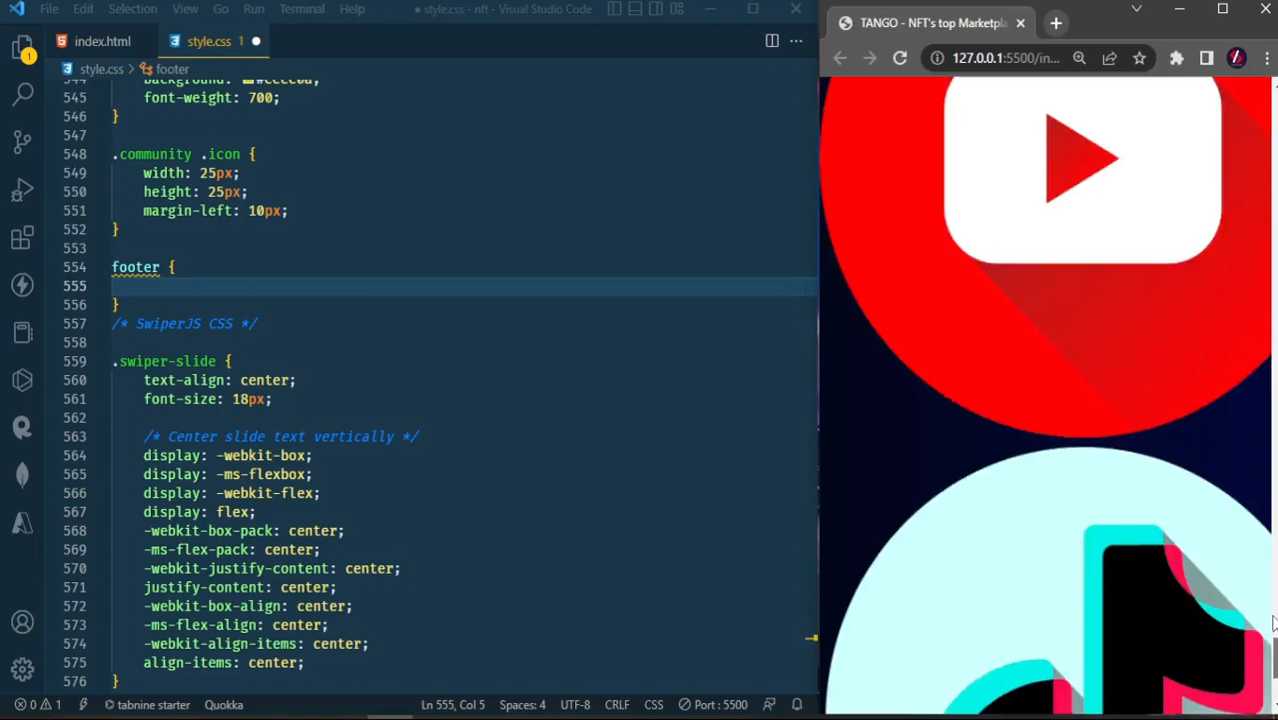 File Edit Selection View Go Run Terminal Help
● style.css - nft - Visual Studio Code
index.html
style.css 1 ●
style.css > footer
1
545 font-weight: 700;
546 }
547
548 .community .icon {
549 width: 25px;
550 height: 25px;
551 margin-left: 10px;
552 }
553
554 footer {
555
556 }
557 /* SwiperJS CSS */
558
559 .swiper-slide {
560 text-align: center;
561 font-size: 18px;
562
563 /* Center slide text vertically */
564 display: -webkit-box;
565 display: -ms-flexbox;
566 display: -webkit-flex;
567 display: flex;
568 -webkit-box-pack: center;
569 -ms-flex-pack: center;
570 -webkit-justify-content: center;
571 justify-content: center;
572 -webkit-box-align: center;
573 -ms-flex-align: center;
574 -webkit-align-items: center;
575 align-items: center;
576 }
0 1 tabnine starter Quokka Ln 555, Col 5 Spaces: 4 UTF-8 CRLF CSS Port : 5500
TANGO - NFT's top Marketpla
127.0.0.1:5500/in...